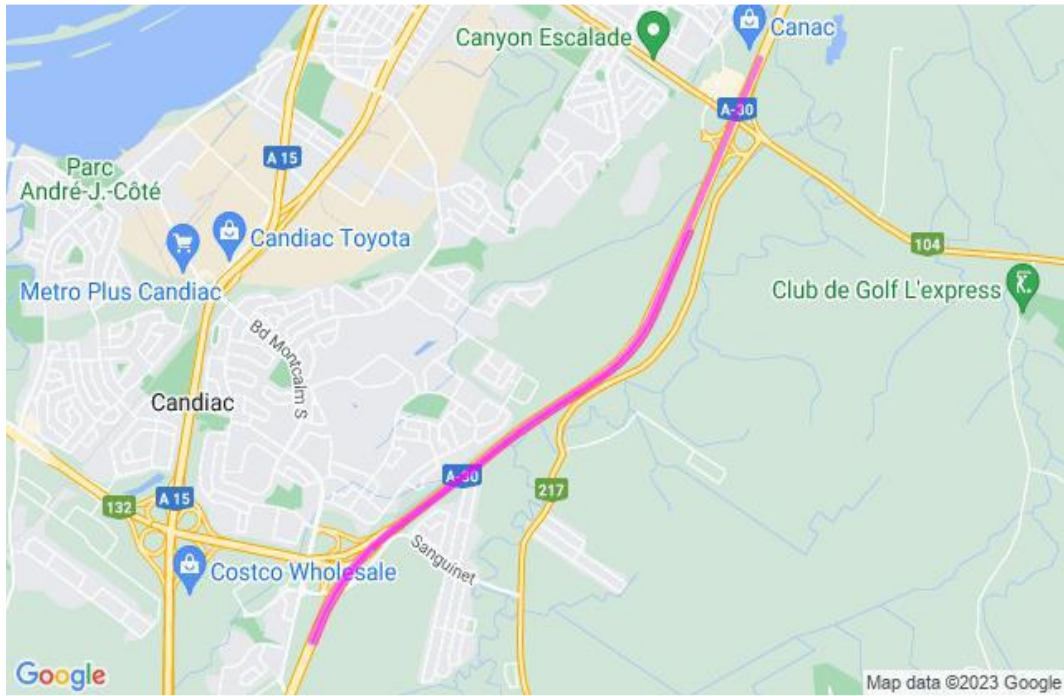 Canac
Canyon Escalade
A-30
A 15
Parc
André-J.-Côté
Candiac Toyota
104
Metro Plus Candiac
Club de Golf L'express
Bd Montcalm S
Candiac
A-30
A 15
217
132
Sanguinet
Costco Wholesale
Google
Map data ©2023 Google